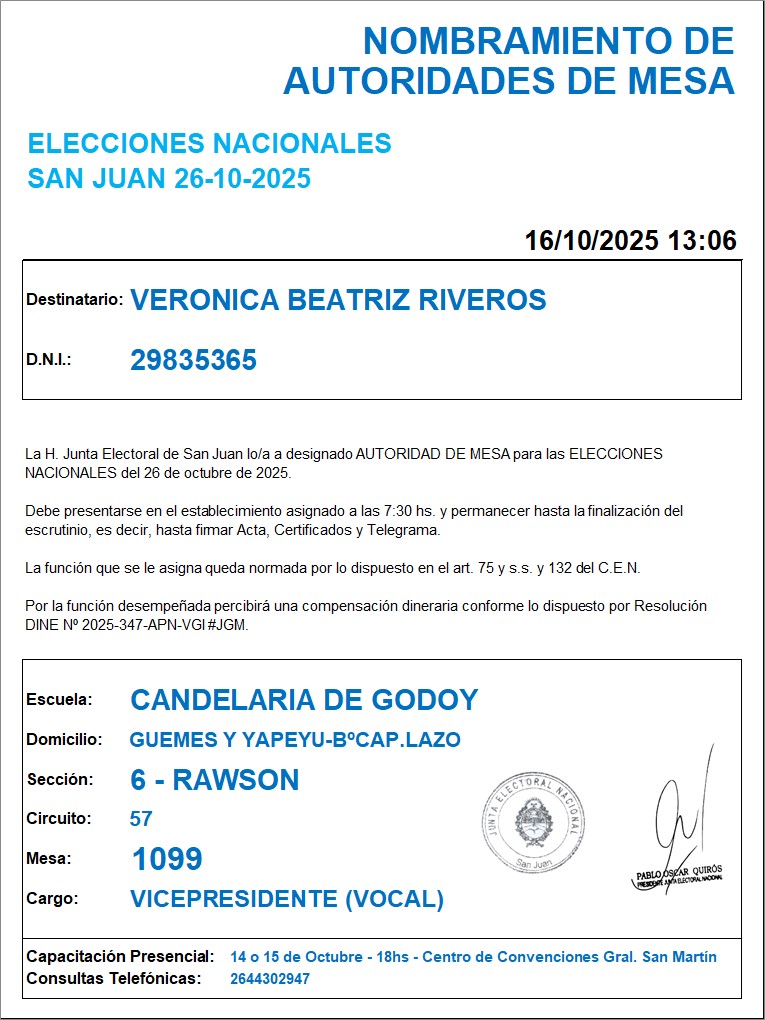 NOMBRAMIENTO DE
AUTORIDADES DE MESA
ELECCIONES NACIONALES
SAN JUAN 26-10-2025
16/10/2025 13:06
Destinatario: VERONICA BEATRIZ RIVEROS
D.N.I.: 29835365
La H. Junta Electoral de San Juan lo/a a designado AUTORIDAD DE MESA para las ELECCIONES
NACIONALES del 26 de octubre de 2025.
Debe presentarse en el establecimiento asignado a las 7:30 hs. y permanecer hasta la finalización del
escrutinio, es decir, hasta firmar Acta, Certificados y Telegrama.
La función que se le asigna queda normada por lo dispuesto en el art. 75 y s.s. y 132 del C.E.N.
Por la función desempeñada percibirá una compensación dineraria conforme lo dispuesto por Resolución
DINE Nº 2025-347-APN-VGI#JGM.
Escuela: CANDELARIA DE GODOY
Domicilio: GUEMES Y YAPEYU-BºCAP.LAZO
Sección: 6 - RAWSON
Circuito: 57
Mesa: 1099
Cargo: VICEPRESIDENTE (VOCAL)
JUNTA ELECTORAL NACIONAL
San Juan
PABLO OSCAR QUIRÓS
PRESIDENTE JUNTA ELECTORAL NACIONAL
Capacitación Presencial: 14 o 15 de Octubre - 18hs - Centro de Convenciones Gral. San Martín
Consultas Telefónicas: 2644302947